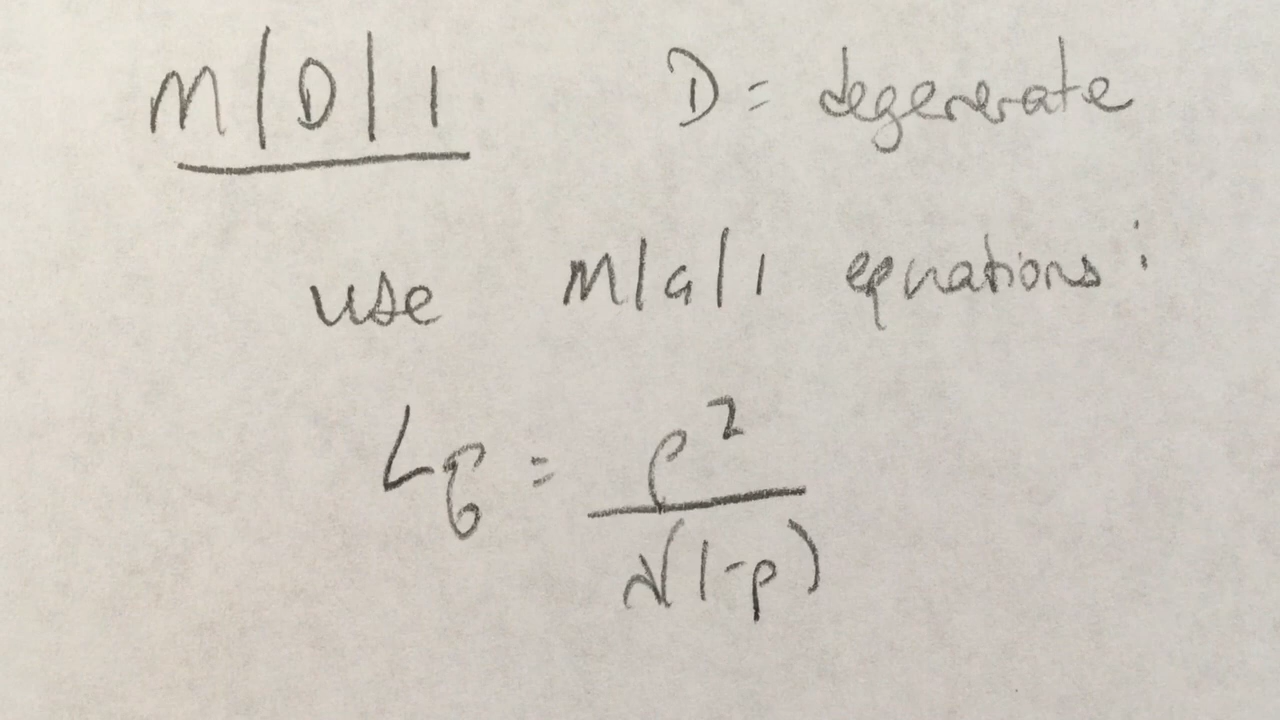 M|D|1 D = degenerate
use M|G|1 equations:
Lq = ρ²
2(1-ρ)